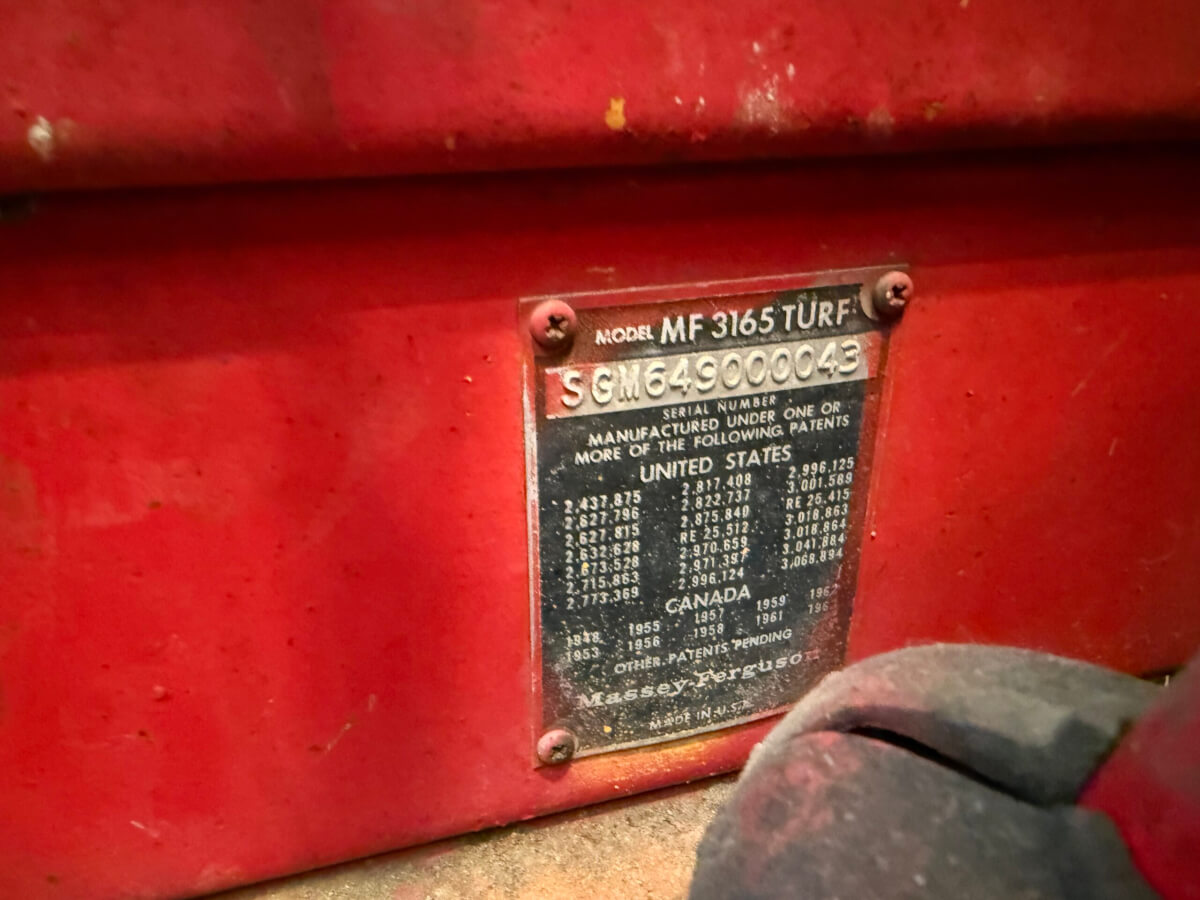 MODEL MF 3165 TURF
SGM649000043
SERIAL NUMBER
MANUFACTURED UNDER ONE OR
MORE OF THE FOLLOWING PATENTS
UNITED STATES
2,437,875 2,817,408 2,996,125
2,627,796 2,822,737 3,001,589
2,627,815 2,875,840 RE 25,415
2,632,628 RE 25,512 3,018,863
2,673,528 2,970,659 3,018,864
2,715,863 2,971,397 3,041,884
2,773,369 2,996,124 3,068,894
CANADA
1948 1955 1957 1959
1953 1956 1958 1961
OTHER PATENTS PENDING
Massey-Ferguson
MADE IN U.S.A.